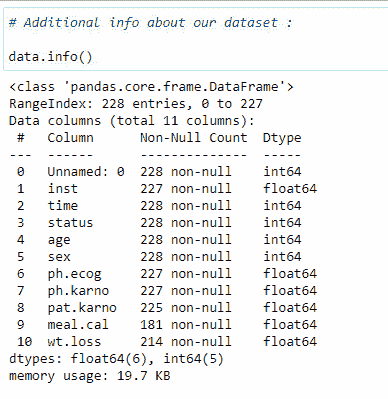 # Additional info about our dataset :
data.info()
<class 'pandas.core.frame.DataFrame'>
RangeIndex: 228 entries, 0 to 227
Data columns (total 11 columns):
 #   Column      Non-Null Count  Dtype
---  ------      --------------  -----
 0   Unnamed: 0  228 non-null    int64
 1   inst        227 non-null    float64
 2   time        228 non-null    int64
 3   status      228 non-null    int64
 4   age         228 non-null    int64
 5   sex         228 non-null    int64
 6   ph.ecog     227 non-null    float64
 7   ph.karno    227 non-null    float64
 8   pat.karno   225 non-null    float64
 9   meal.cal    181 non-null    float64
 10  wt.loss     214 non-null    float64
dtypes: float64(6), int64(5)
memory usage: 19.7 KB